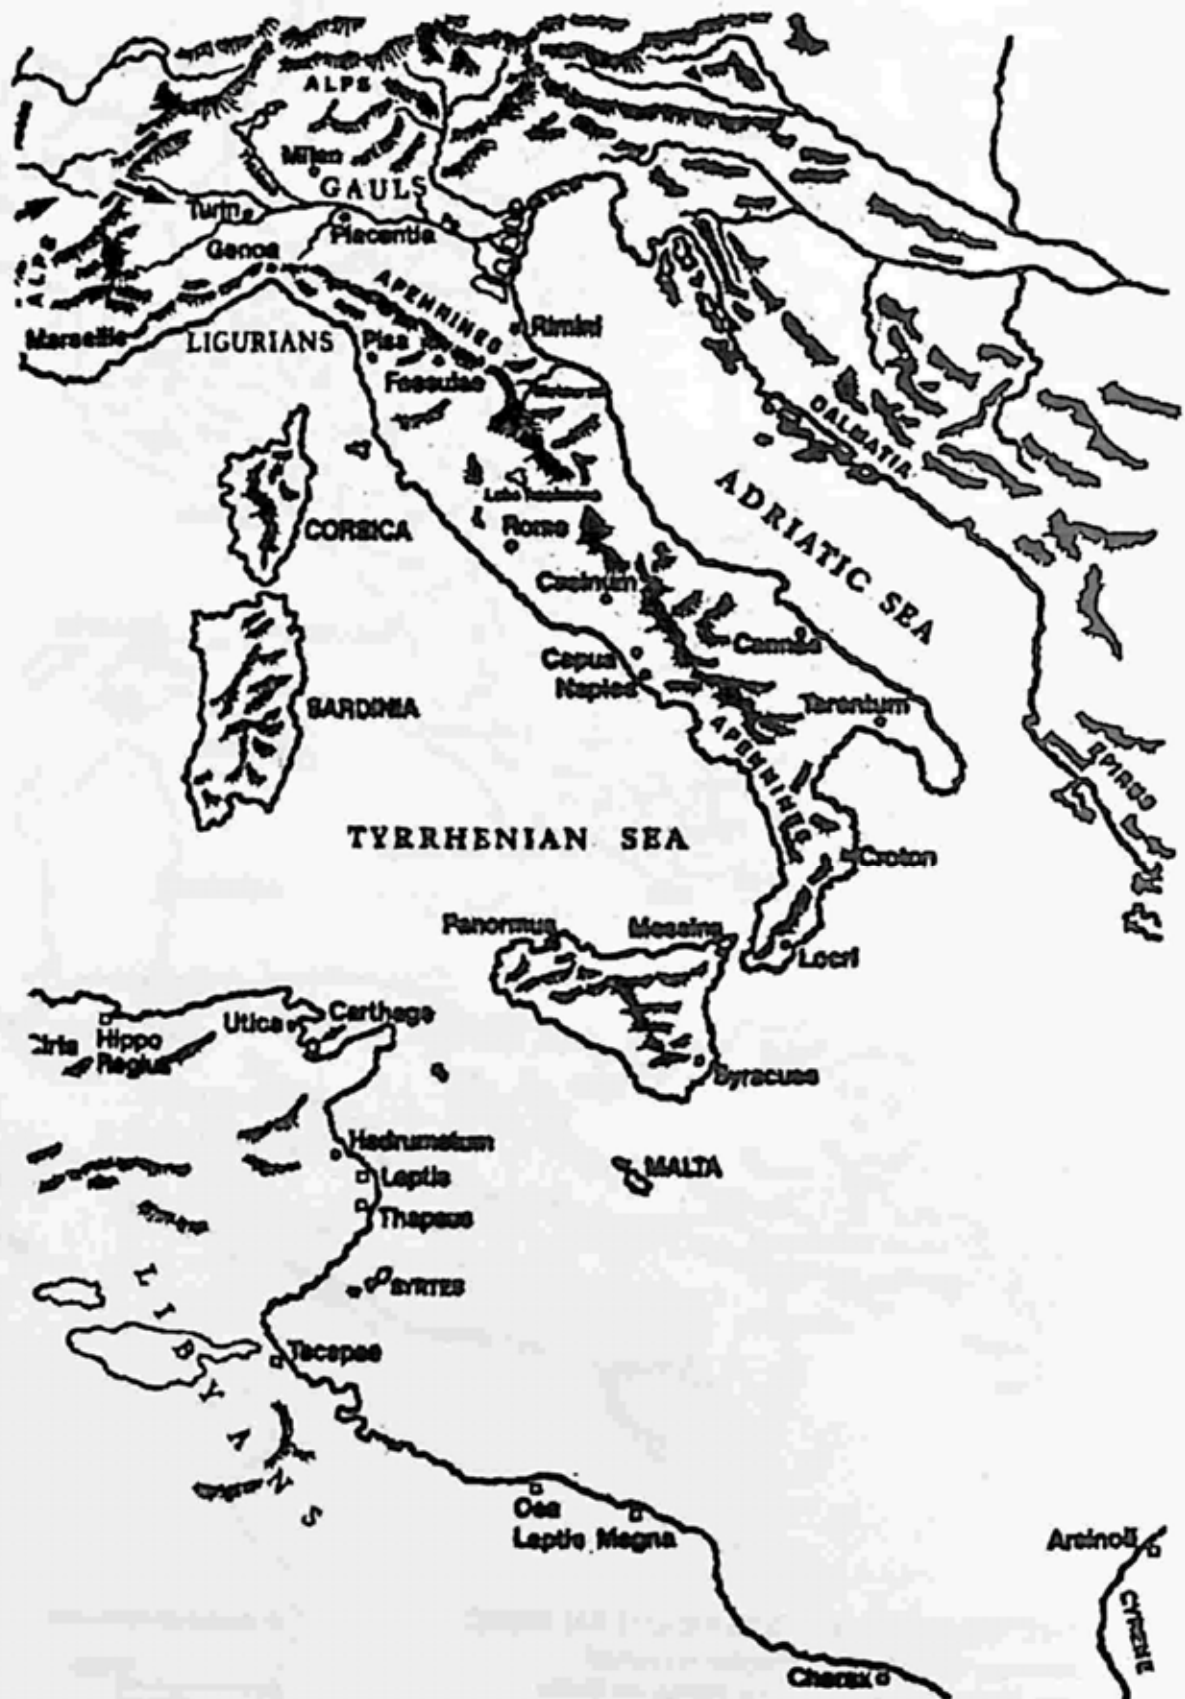 ALPS
Milan
GAULS
Turin
Placentia
Genoa
ALPS
APENNINES
Rimini
Marseille
LIGURIANS
Pisa
Faesulae
DALMATIA
ADRIATIC SEA
CORSICA
Rome
Casinum
Cannae
Capua
Naples
SARDINIA
Tarentum
APENNINES
EPIRUS
TYRRHENIAN SEA
Croton
Panormus
Messina
Locri
Carthage
Utica
Hippo
Regius
Syracuse
Hadrumetum
Leptis
MALTA
Thapsus
SYRTES
LIBYANS
Tacapae
Oea
Leptis Magna
Arsinoë
CYRENE
Charax